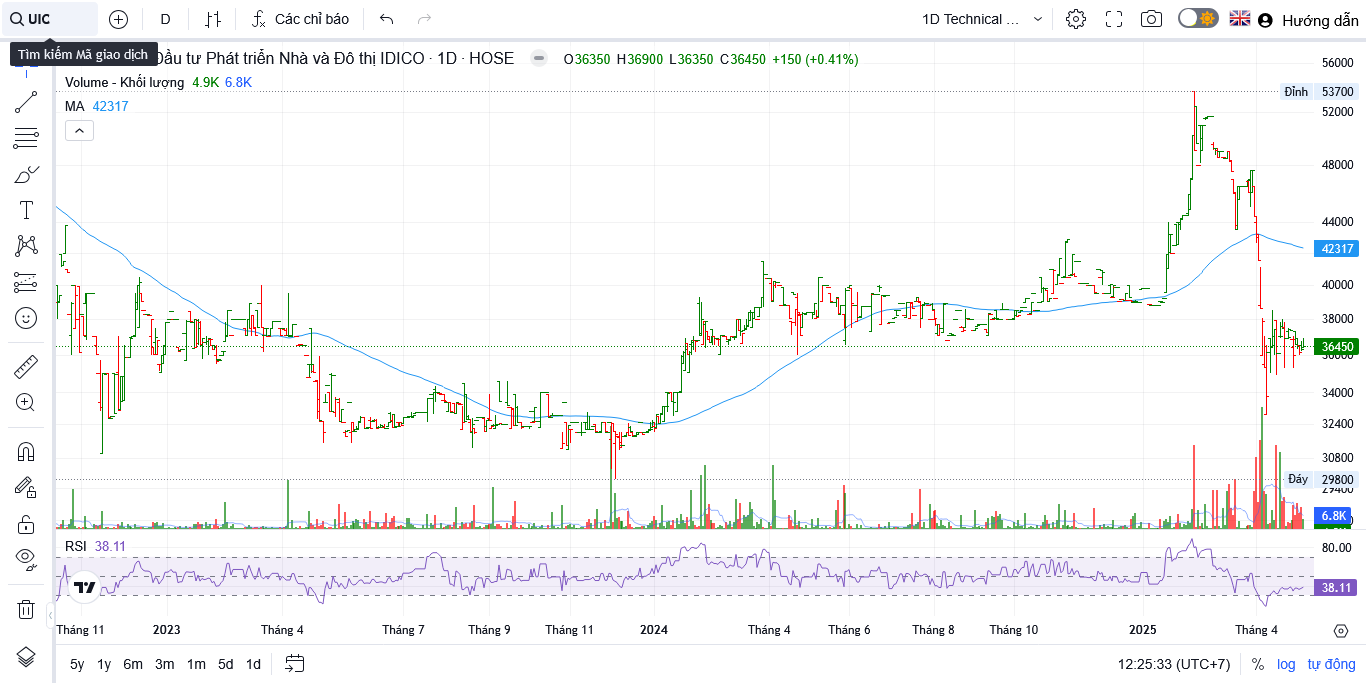 UIC
D
Các chỉ báo
1D Technical ...
Hướng dẫn
Tìm kiếm Mã giao dịch
Đầu tư Phát triển Nhà và Đô thị IDICO · 1D · HOSE
O36350 H36900 L36350 C36450 +150 (+0.41%)
Volume - Khối lượng 4.9K 6.8K
MA 42317
56000
Đỉnh 53700
52000
48000
44000
42317
40000
38000
36450
36000
34000
32400
30800
Đáy 29800
29400
6.8K
RSI 38.11
80.00
38.11
Tháng 11 2023 Tháng 4 Tháng 7 Tháng 9 Tháng 11 2024 Tháng 4 Tháng 6 Tháng 8 Tháng 10 2025 Tháng 4
5y 1y 6m 3m 1m 5d 1d
12:25:33 (UTC+7) % log tự động